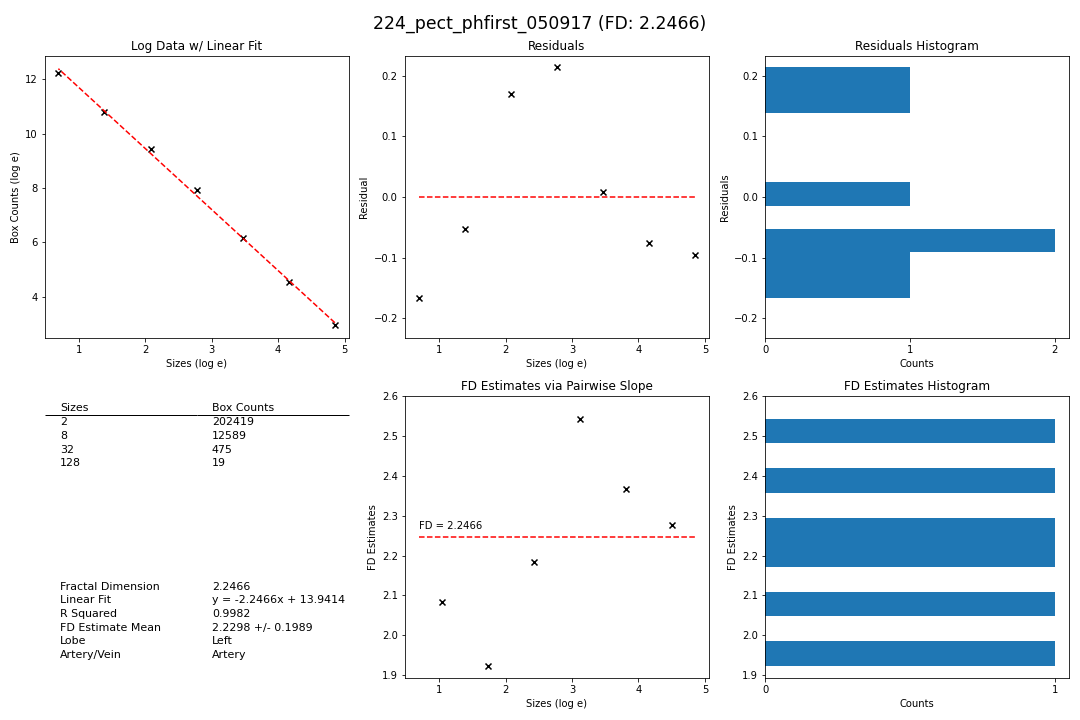 224_pect_phfirst_050917 (FD: 2.2466)
Log Data w/ Linear Fit
12
10
8
6
4
Box Counts (log e)
1 2 3 4 5
Sizes (log e)
Residuals
0.2
0.1
0.0
−0.1
−0.2
Residual
1 2 3 4 5
Sizes (log e)
Residuals Histogram
0.2
0.1
0.0
−0.1
−0.2
Residuals
0 1 2
Counts
Sizes Box Counts
2 202419
8 12589
32 475
128 19
Fractal Dimension 2.2466
Linear Fit y = -2.2466x + 13.9414
R Squared 0.9982
FD Estimate Mean 2.2298 +/- 0.1989
Lobe Left
Artery/Vein Artery
FD Estimates via Pairwise Slope
2.6
2.5
2.4
2.3
2.2
2.1
2.0
1.9
FD Estimates
FD = 2.2466
1 2 3 4 5
Sizes (log e)
FD Estimates Histogram
2.6
2.5
2.4
2.3
2.2
2.1
2.0
1.9
FD Estimates
0 1
Counts